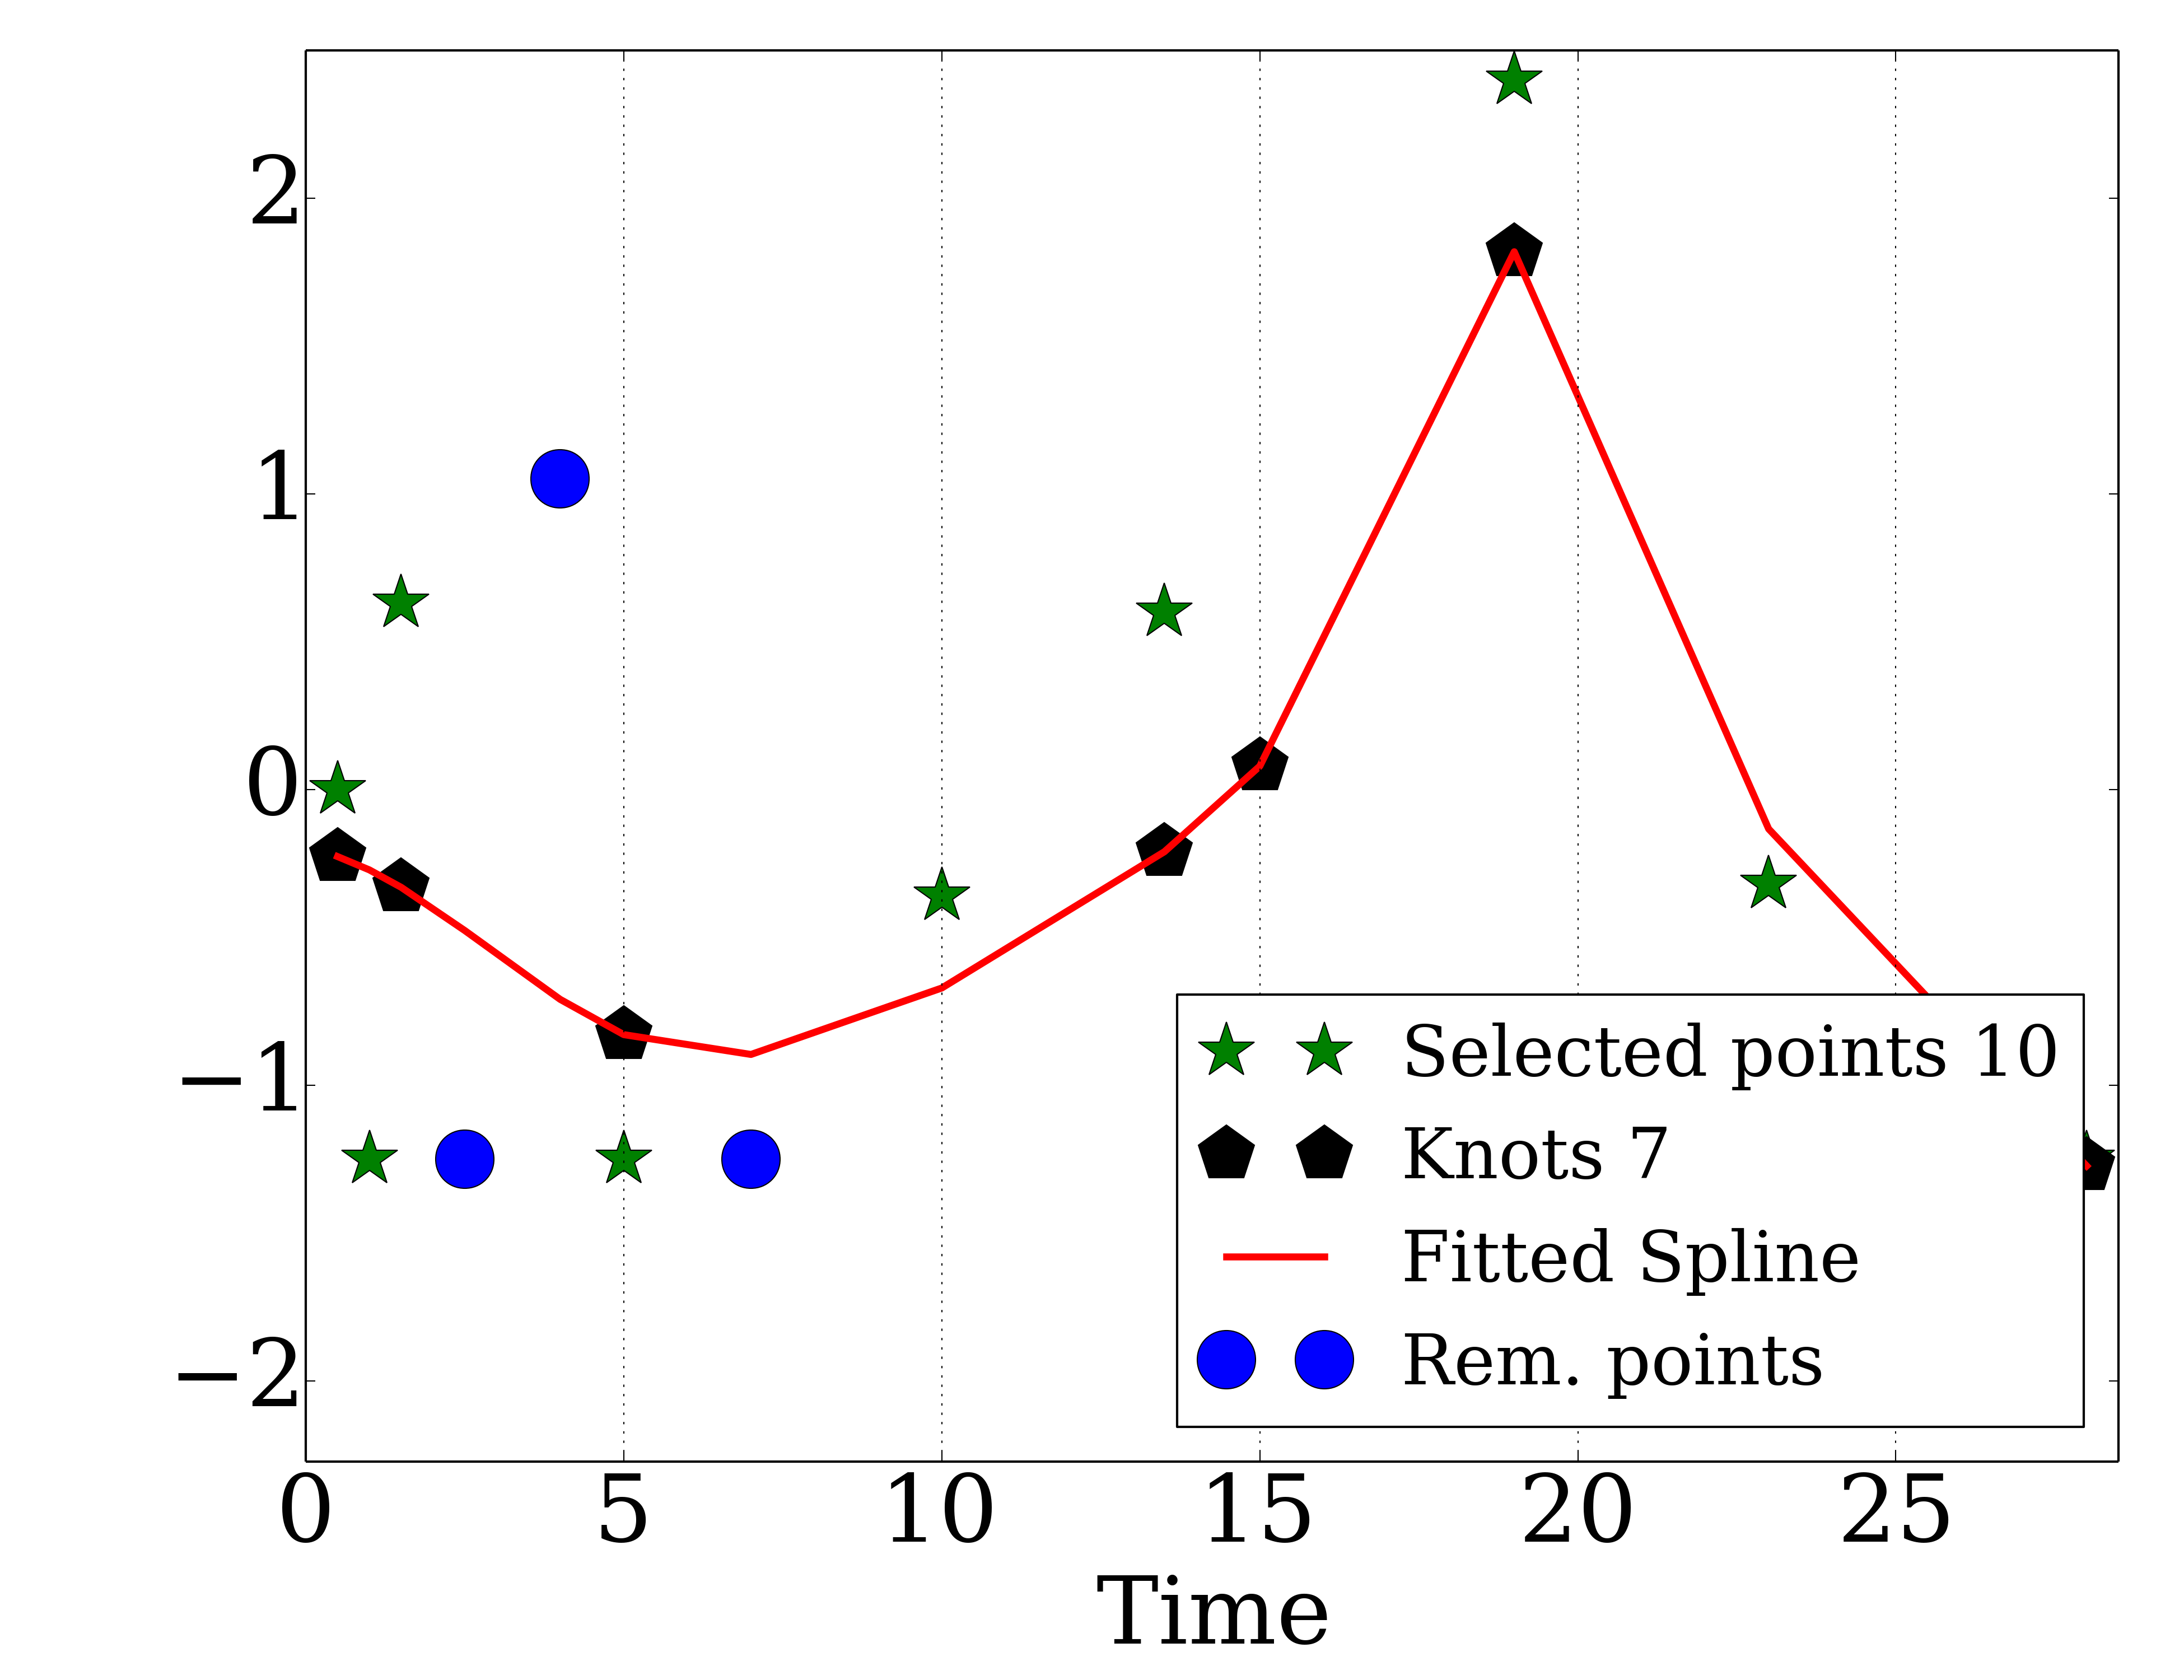 2
1
0
−1
−2
0 5 10 15 20 25
Time
Selected points 10
Knots 7
Fitted Spline
Rem. points